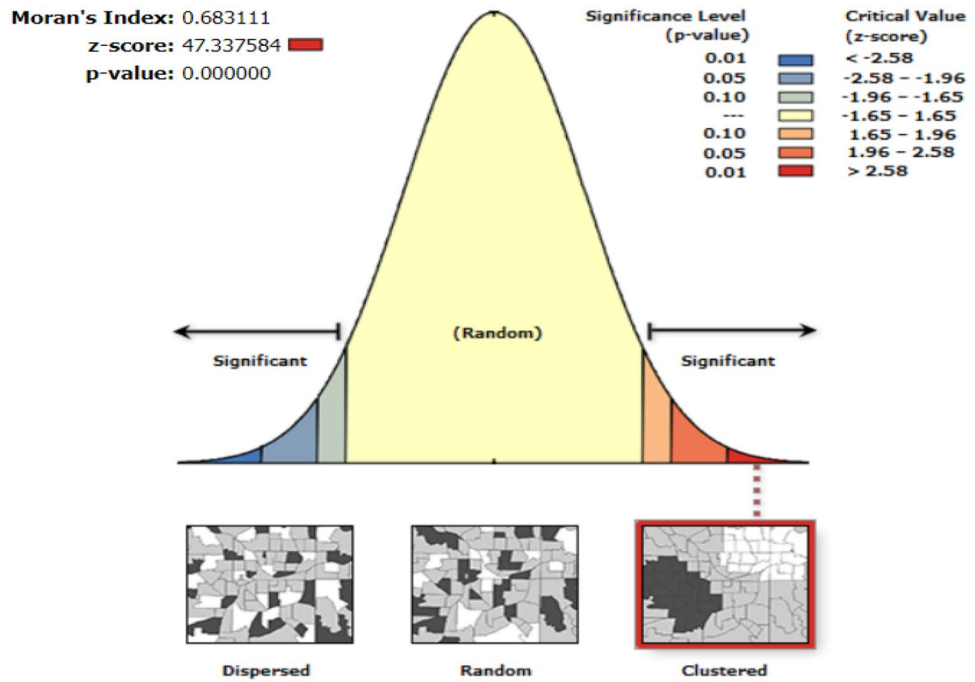 Moran's Index: 0.683111
z-score: 47.337584
p-value: 0.000000
Significance Level
(p-value)
Critical Value
(z-score)
0.01 < -2.58
0.05 -2.58 – -1.96
0.10 -1.96 – -1.65
--- -1.65 – 1.65
0.10 1.65 – 1.96
0.05 1.96 – 2.58
0.01 > 2.58
(Random)
Significant
Significant
Dispersed
Random
Clustered